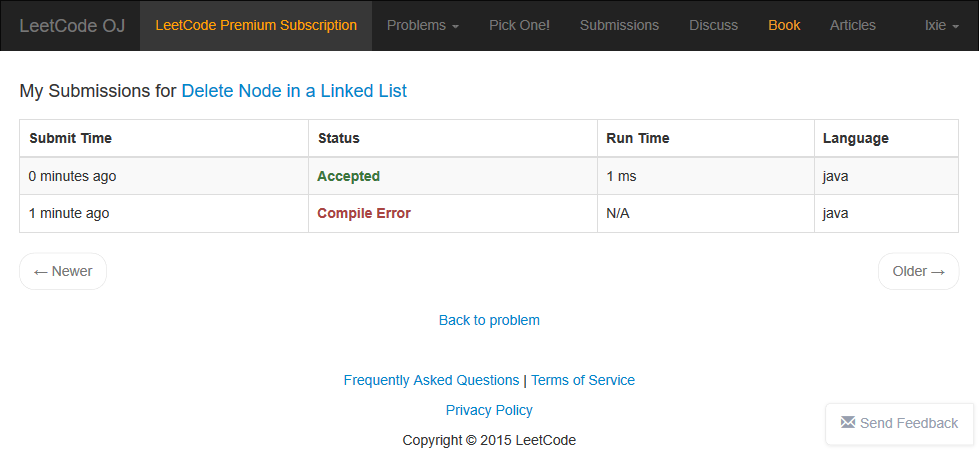 LeetCode OJ LeetCode Premium Subscription Problems Pick One! Submissions Discuss Book Articles lxie
My Submissions for Delete Node in a Linked List
Submit Time Status Run Time Language
0 minutes ago Accepted 1 ms java
1 minute ago Compile Error N/A java
← Newer Older →
Back to problem
Frequently Asked Questions | Terms of Service
Privacy Policy
Send Feedback
Copyright © 2015 LeetCode